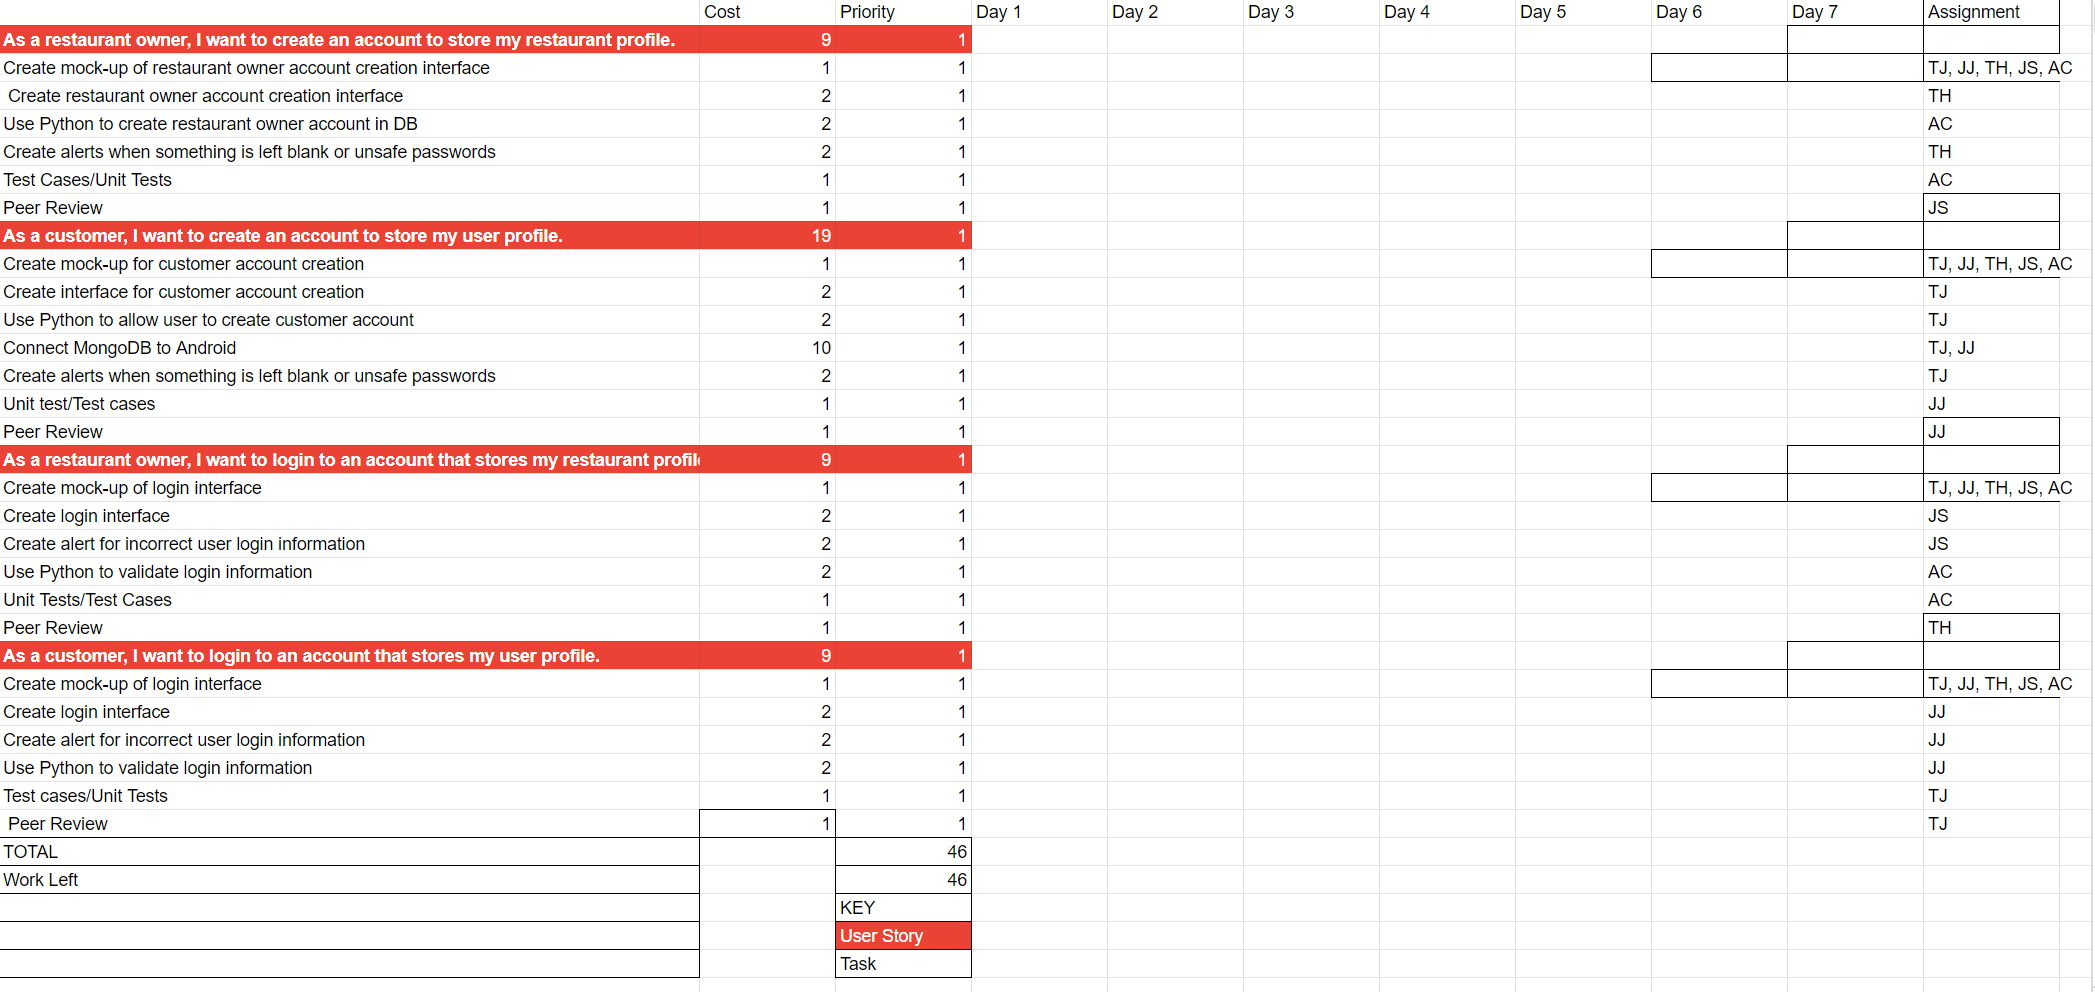 Cost Priority Day 1 Day 2 Day 3 Day 4 Day 5 Day 6 Day 7 Assignment
As a restaurant owner, I want to create an account to store my restaurant profile. 9 1
Create mock-up of restaurant owner account creation interface 1 1 TJ, JJ, TH, JS, AC
Create restaurant owner account creation interface 2 1 TH
Use Python to create restaurant owner account in DB 2 1 AC
Create alerts when something is left blank or unsafe passwords 2 1 TH
Test Cases/Unit Tests 1 1 AC
Peer Review 1 1 JS
As a customer, I want to create an account to store my user profile. 19 1
Create mock-up for customer account creation 1 1 TJ, JJ, TH, JS, AC
Create interface for customer account creation 2 1 TJ
Use Python to allow user to create customer account 2 1 TJ
Connect MongoDB to Android 10 1 TJ, JJ
Create alerts when something is left blank or unsafe passwords 2 1 TJ
Unit test/Test cases 1 1 JJ
Peer Review 1 1 JJ
As a restaurant owner, I want to login to an account that stores my restaurant profil 9 1
Create mock-up of login interface 1 1 TJ, JJ, TH, JS, AC
Create login interface 2 1 JS
Create alert for incorrect user login information 2 1 JS
Use Python to validate login information 2 1 AC
Unit Tests/Test Cases 1 1 AC
Peer Review 1 1 TH
As a customer, I want to login to an account that stores my user profile. 9 1
Create mock-up of login interface 1 1 TJ, JJ, TH, JS, AC
Create login interface 2 1 JJ
Create alert for incorrect user login information 2 1 JJ
Use Python to validate login information 2 1 JJ
Test cases/Unit Tests 1 1 TJ
Peer Review 1 1 TJ
TOTAL 46
Work Left 46
KEY
User Story
Task